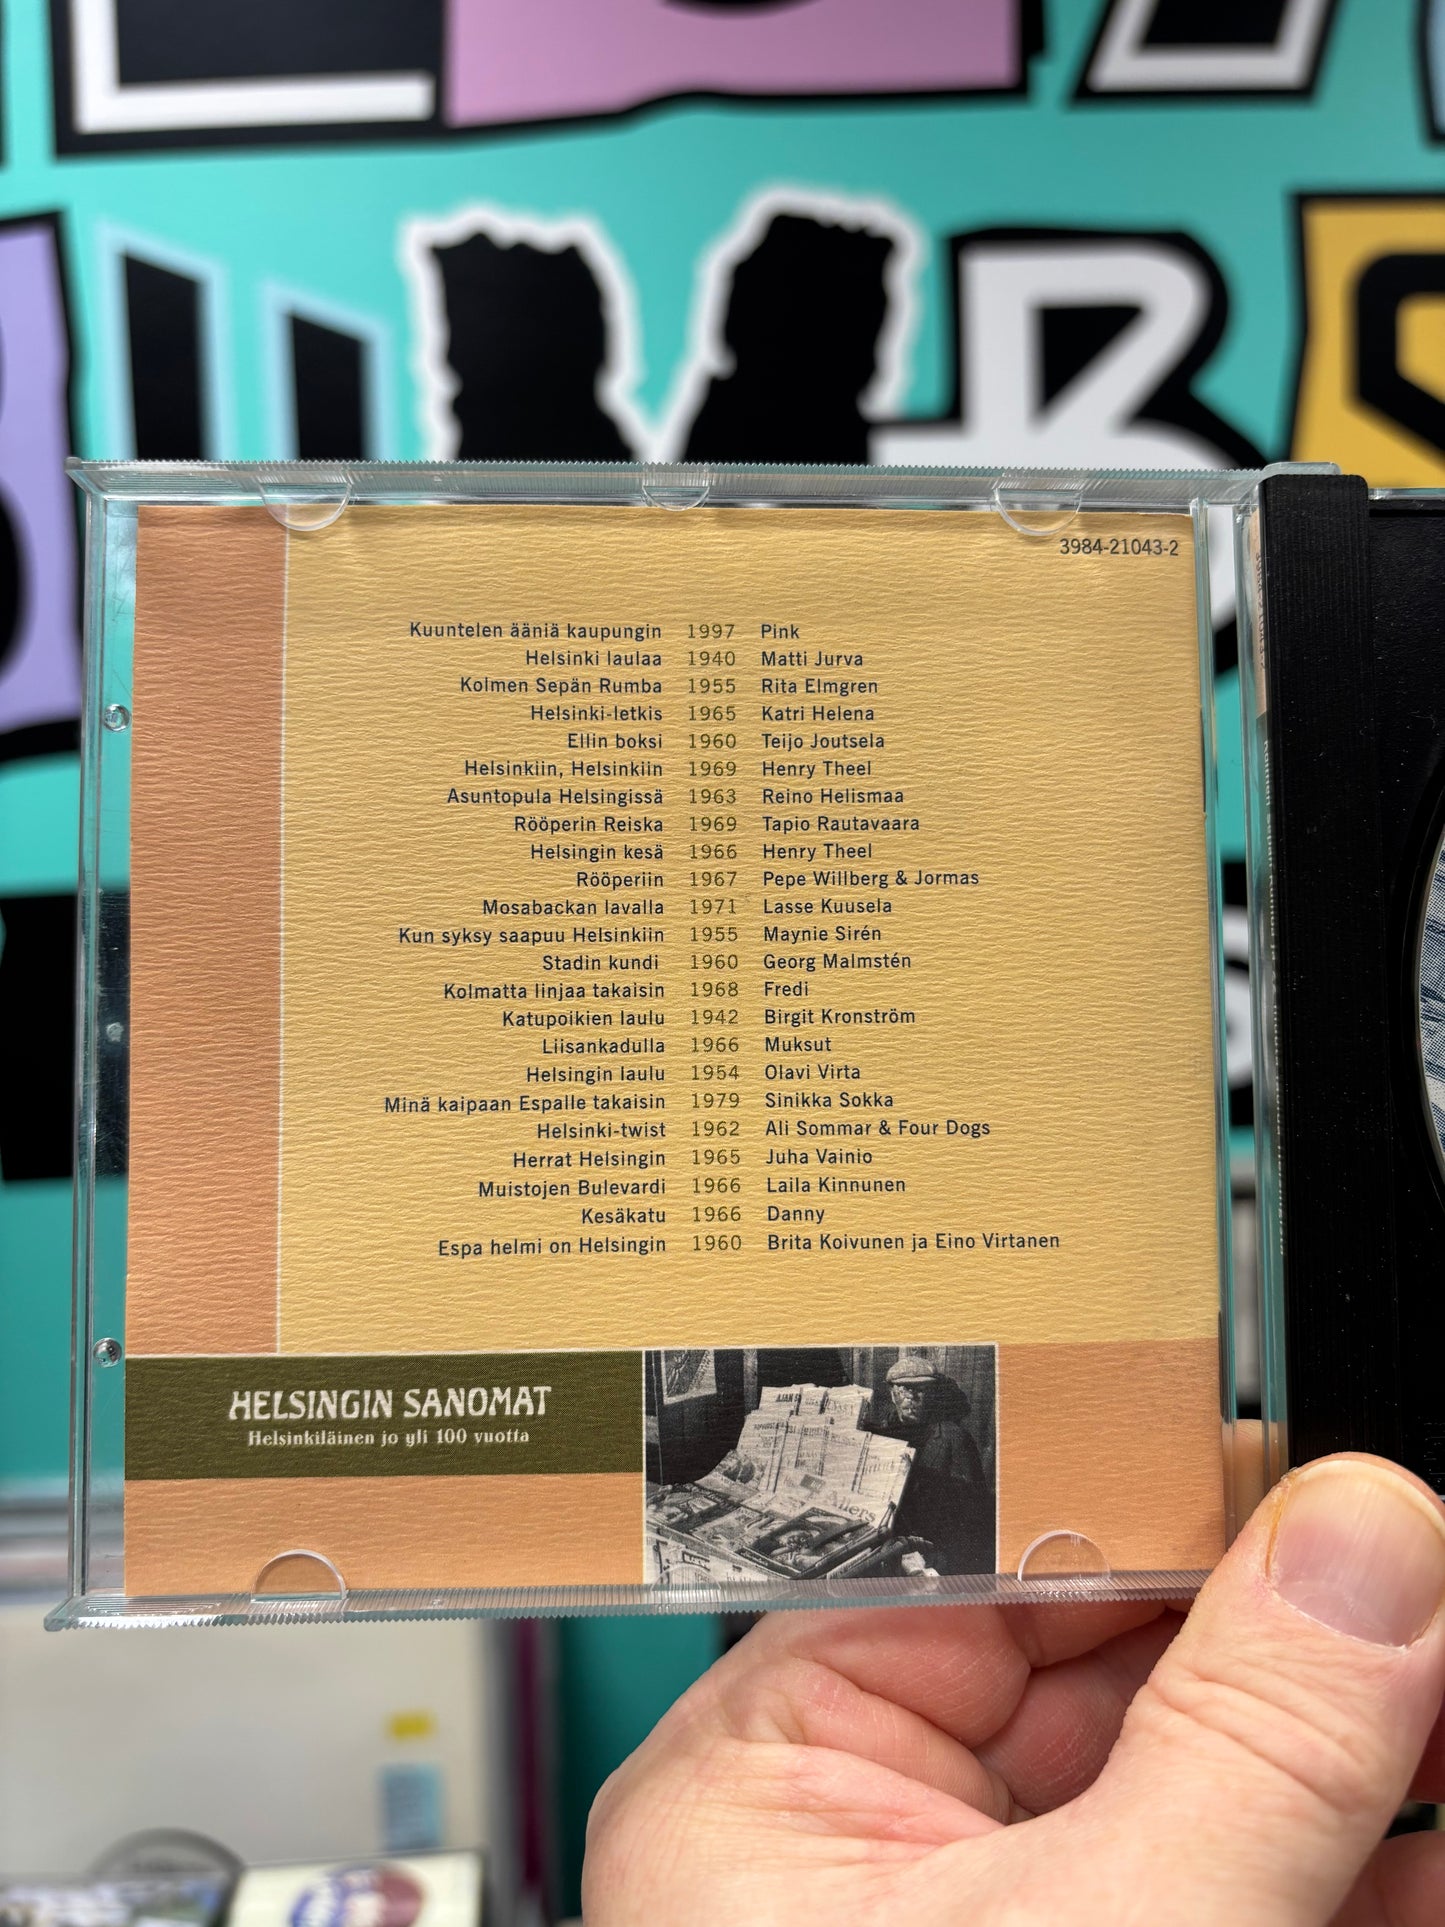 3984-21043-2
Kuuntelen ääniä kaupungin 1997 Pink
Helsinki laulaa 1940 Matti Jurva
Kolmen Sepän Rumba 1955 Rita Elmgren
Helsinki-letkis 1965 Katri Helena
Ellin boksi 1960 Teijo Joutsela
Helsinkiin, Helsinkiin 1969 Henry Theel
Asuntopula Helsingissä 1963 Reino Helismaa
Rööperin Reiska 1969 Tapio Rautavaara
Helsingin kesä 1966 Henry Theel
Rööperiin 1967 Pepe Willberg & Jormas
Mosabackan lavalla 1971 Lasse Kuusela
Kun syksy saapuu Helsinkiin 1955 Maynie Sirén
Stadin kundi 1960 Georg Malmstén
Kolmatta linjaa takaisin 1968 Fredi
Katupoikien laulu 1942 Birgit Kronström
Liisankadulla 1966 Muksut
Helsingin laulu 1954 Olavi Virta
Minä kaipaan Espalle takaisin 1979 Sinikka Sokka
Helsinki-twist 1962 Ali Sommar & Four Dogs
Herrat Helsingin 1965 Juha Vainio
Muistojen Bulevardi 1966 Laila Kinnunen
Kesäkatu 1966 Danny
Espa helmi on Helsingin 1960 Brita Koivunen ja Eino Virtanen
HELSINGIN SANOMAT
Helsinkiläinen jo yli 100 vuotta
Allers